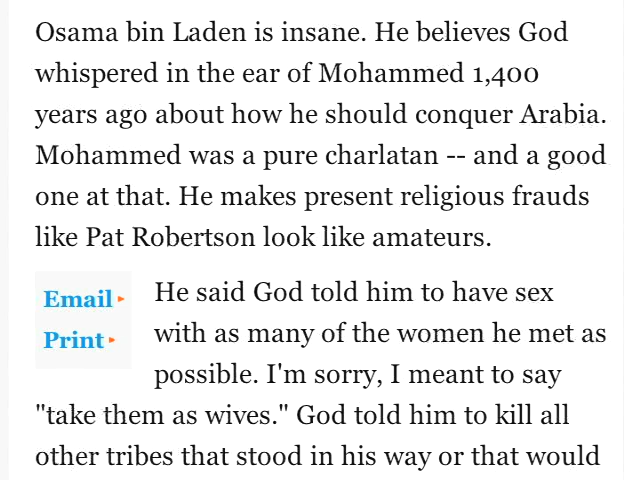 Osama bin Laden is insane. He believes God
whispered in the ear of Mohammed 1,400
years ago about how he should conquer Arabia.
Mohammed was a pure charlatan -- and a good
one at that. He makes present religious frauds
like Pat Robertson look like amateurs.
Email
Print
He said God told him to have sex
with as many of the women he met as
possible. I'm sorry, I meant to say
"take them as wives." God told him to kill all
other tribes that stood in his way or that would